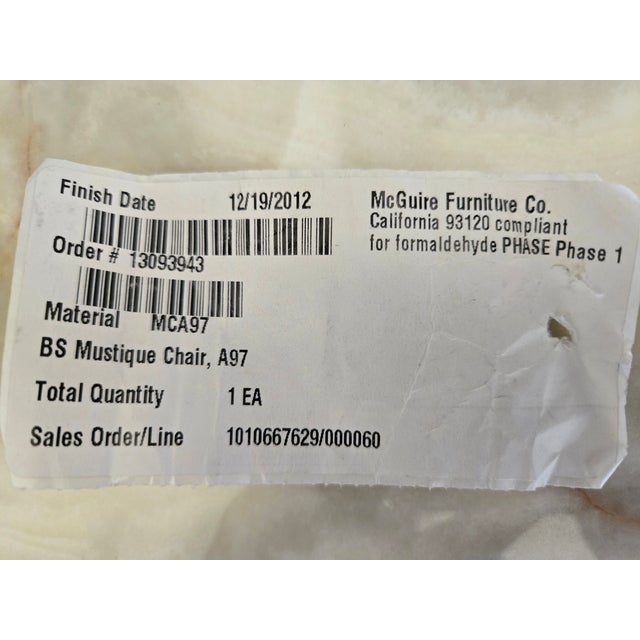 Finish Date 12/19/2012
McGuire Furniture Co.
California 93120 compliant
for formaldehyde PHASE Phase 1
Order # 13093943
Material MCA97
BS Mustique Chair, A97
Total Quantity 1 EA
Sales Order/Line 1010667629/000060